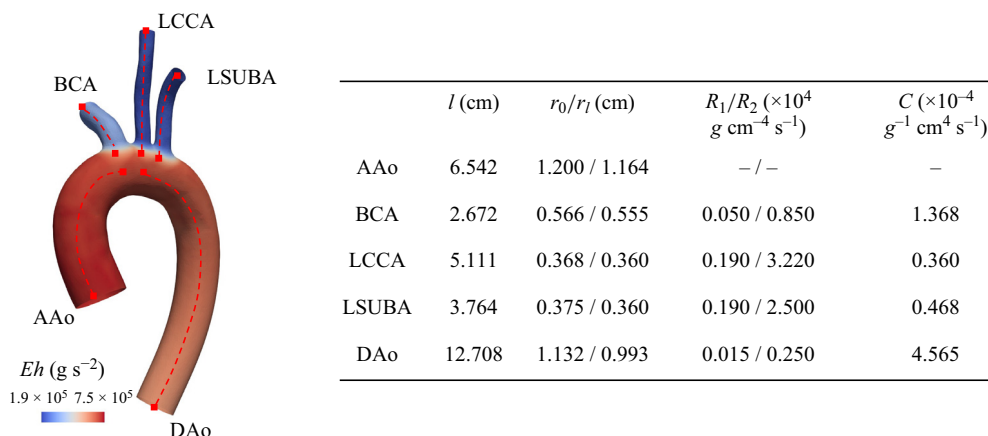 LCCA
LSUBA
BCA
AAo
DAo
Eh (g s⁻²)
1.9 × 10⁵ 7.5 × 10⁵
l (cm) r₀/rₗ (cm) R₁/R₂ (×10⁴ g cm⁻⁴ s⁻¹) C (×10⁻⁴ g⁻¹ cm⁴ s⁻¹)
AAo 6.542 1.200 / 1.164 – / – –
BCA 2.672 0.566 / 0.555 0.050 / 0.850 1.368
LCCA 5.111 0.368 / 0.360 0.190 / 3.220 0.360
LSUBA 3.764 0.375 / 0.360 0.190 / 2.500 0.468
DAo 12.708 1.132 / 0.993 0.015 / 0.250 4.565